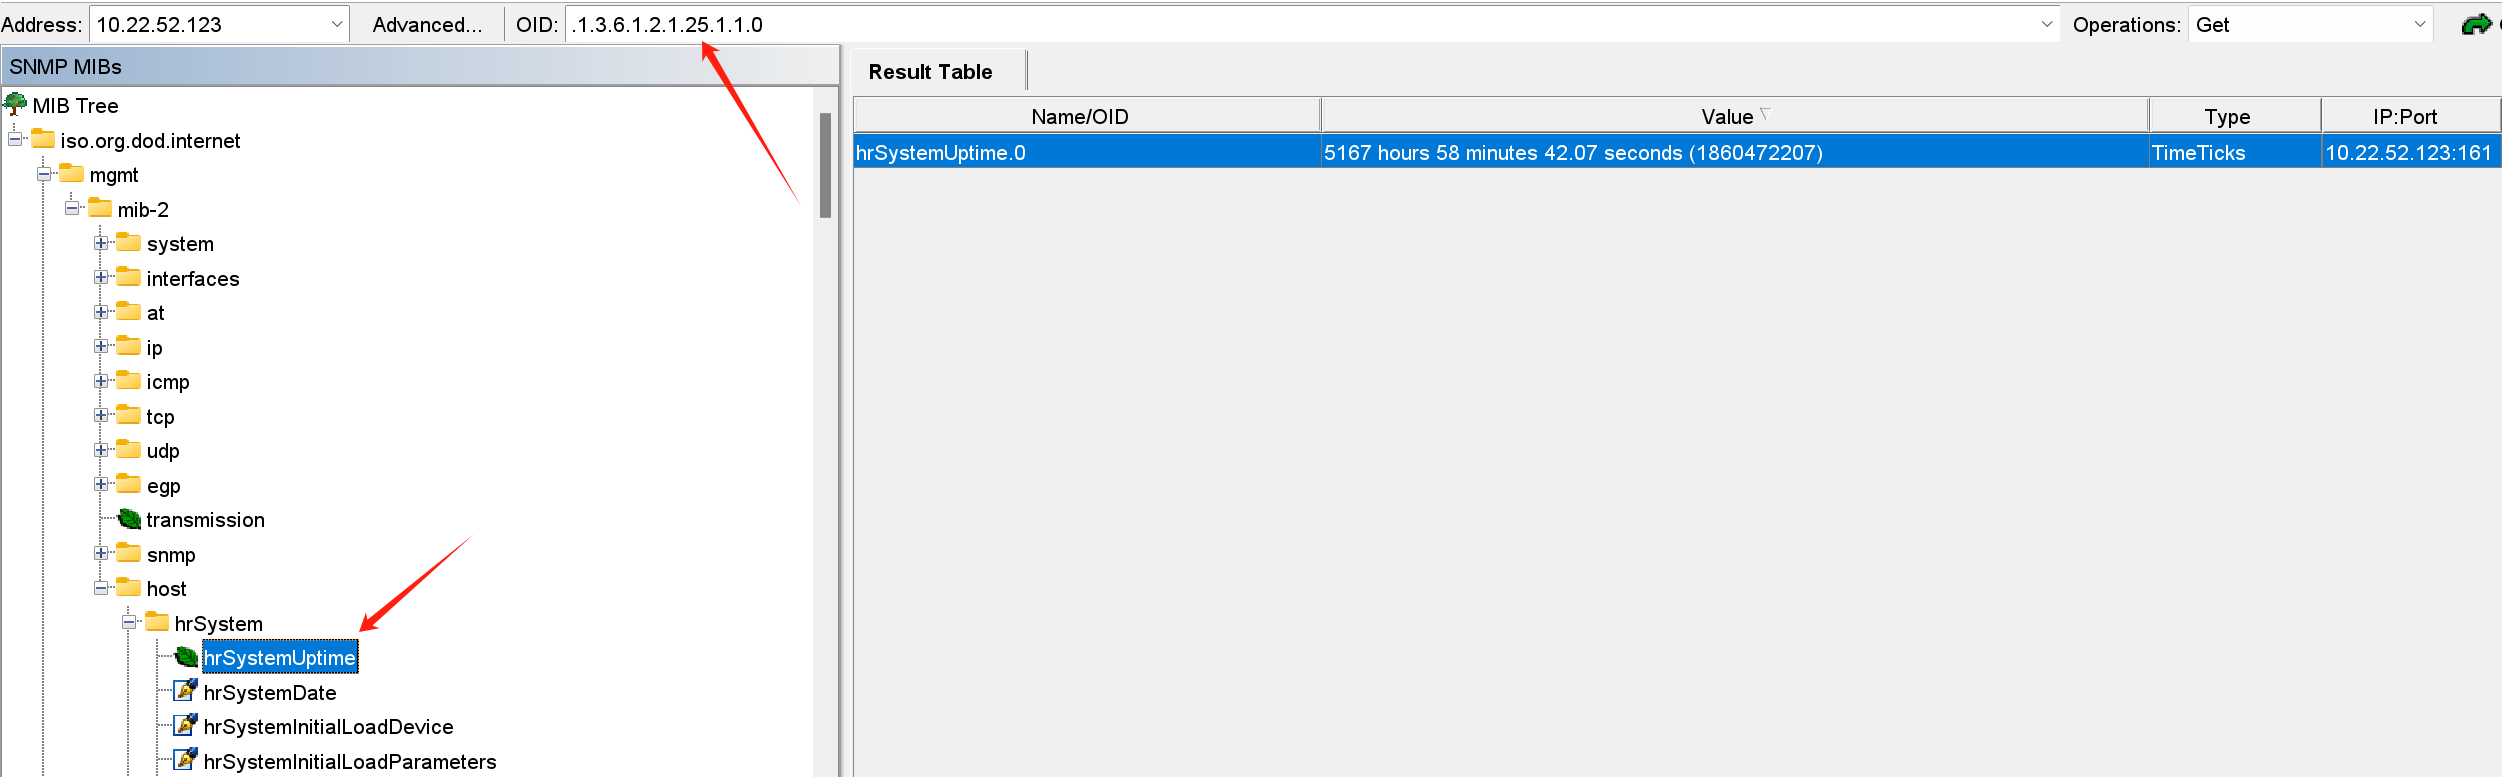 Address: 10.22.52.123 Advanced... OID: .1.3.6.1.2.1.25.1.1.0 Operations: Get
SNMP MIBs
MIB Tree
iso.org.dod.internet
mgmt
mib-2
system
interfaces
at
ip
icmp
tcp
udp
egp
transmission
snmp
host
hrSystem
hrSystemUptime
hrSystemDate
hrSystemInitialLoadDevice
hrSystemInitialLoadParameters
Result Table
Name/OID Value Type IP:Port
hrSystemUptime.0 5167 hours 58 minutes 42.07 seconds (1860472207) TimeTicks 10.22.52.123:161